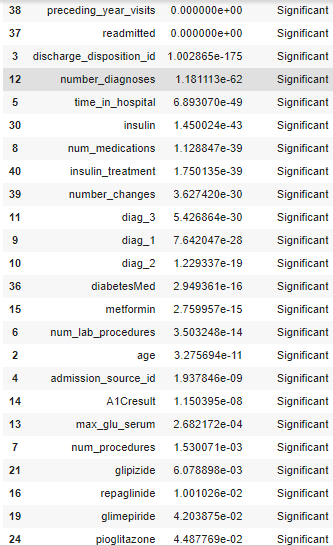 38 preceding_year_visits 0.000000e+00 Significant
37 readmitted 0.000000e+00 Significant
3 discharge_disposition_id 1.002865e-175 Significant
12 number_diagnoses 1.181113e-62 Significant
5 time_in_hospital 6.893070e-49 Significant
30 insulin 1.450024e-43 Significant
8 num_medications 1.128847e-39 Significant
40 insulin_treatment 1.750135e-39 Significant
39 number_changes 3.627420e-30 Significant
11 diag_3 5.426864e-30 Significant
9 diag_1 7.642047e-28 Significant
10 diag_2 1.229337e-19 Significant
36 diabetesMed 2.949361e-16 Significant
15 metformin 2.759957e-15 Significant
6 num_lab_procedures 3.503248e-14 Significant
2 age 3.275694e-11 Significant
4 admission_source_id 1.937846e-09 Significant
14 A1Cresult 1.150395e-08 Significant
13 max_glu_serum 2.682172e-04 Significant
7 num_procedures 1.530071e-03 Significant
21 glipizide 6.078898e-03 Significant
16 repaglinide 1.001026e-02 Significant
19 glimepiride 4.203875e-02 Significant
24 pioglitazone 4.487769e-02 Significant